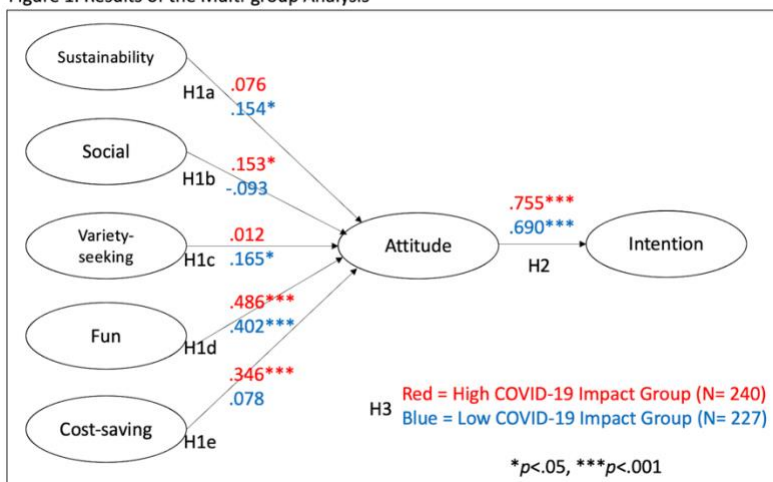 Figure 1. Results of the Multi-group Analysis
Sustainability
H1a
.076
.154*
Social
H1b
.153*
-.093
Variety-
seeking
H1c
.012
.165*
Fun
H1d
.486***
.402***
Cost-saving
H1e
.346***
.078
Attitude
.755***
.690***
H2
Intention
H3
Red = High COVID-19 Impact Group (N= 240)
Blue = Low COVID-19 Impact Group (N= 227)
*p<.05, ***p<.001